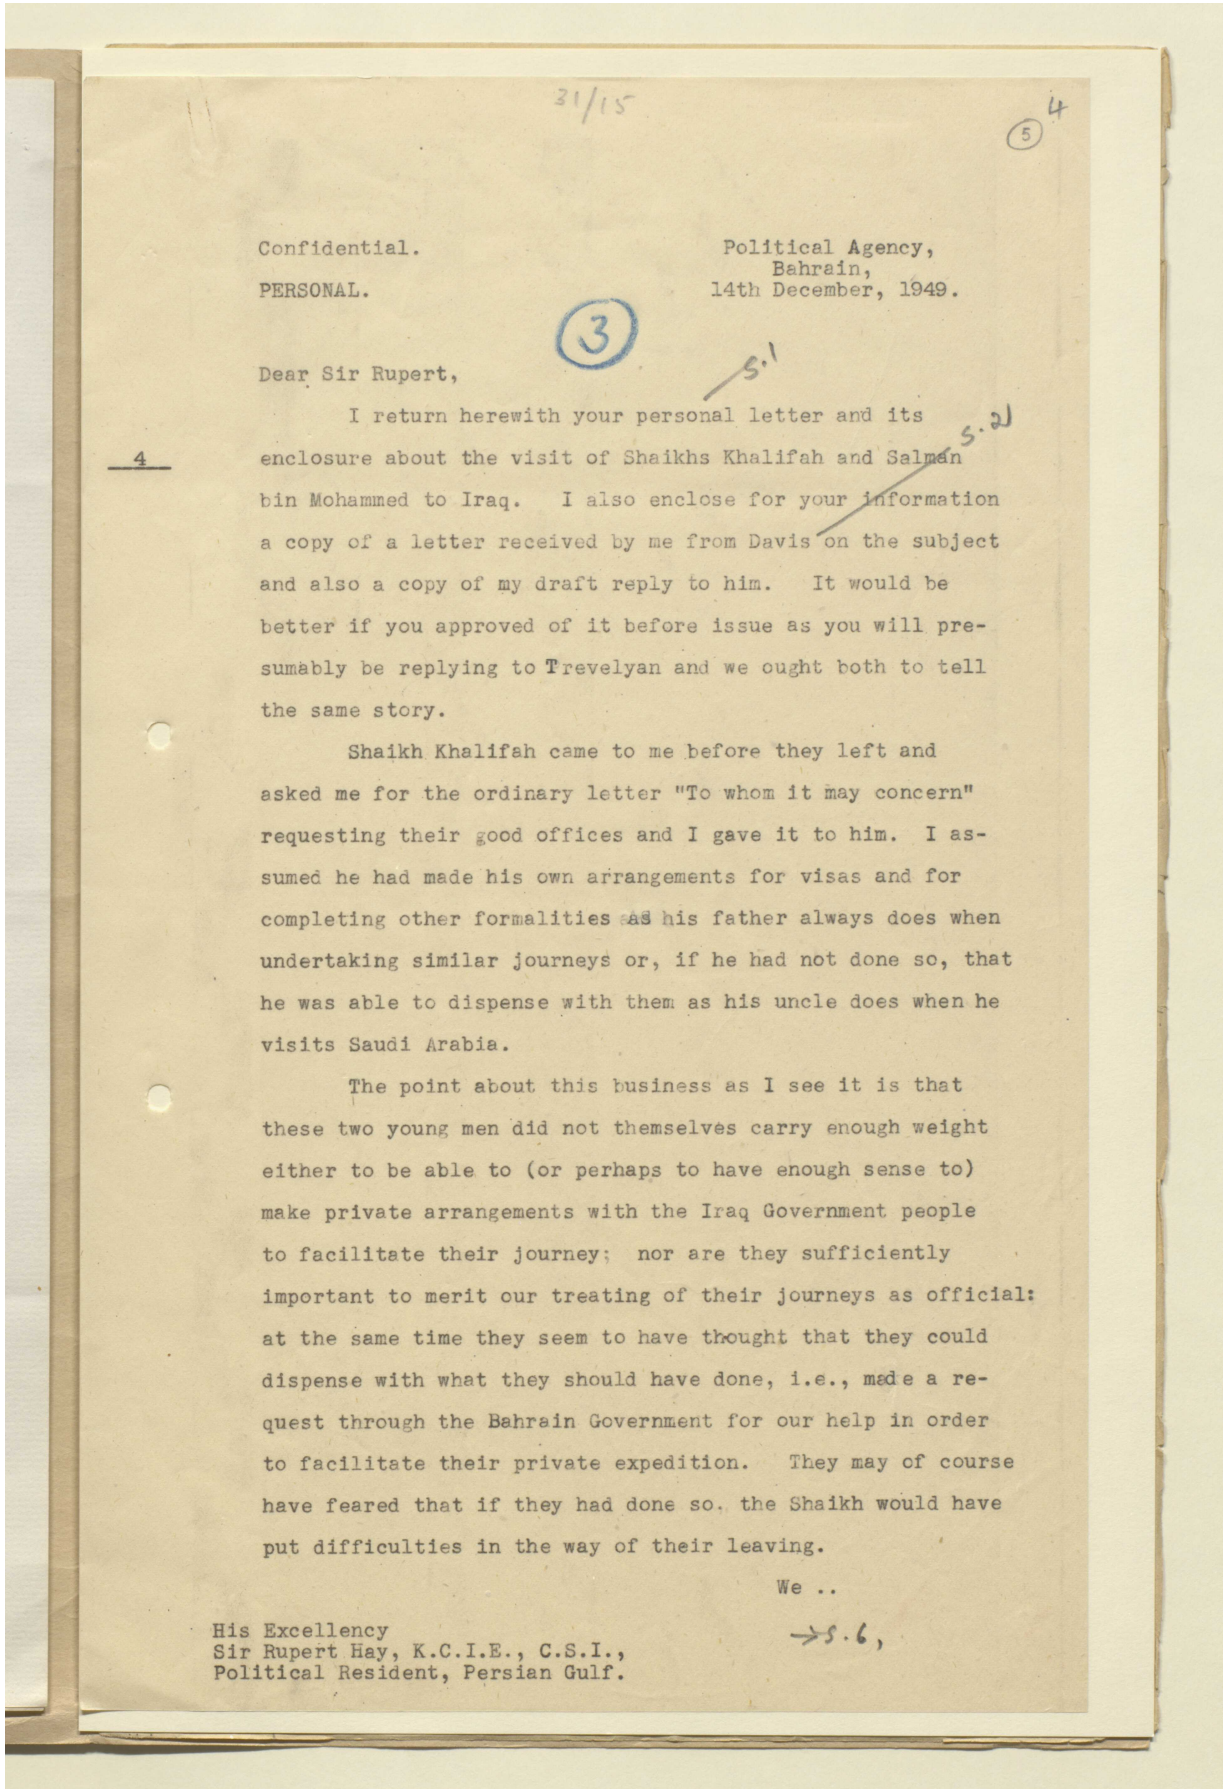 31/15
4
5
Confidential.
Political Agency,
Bahrain,
PERSONAL.
14th December, 1949.
3
s.1
Dear Sir Rupert,
I return herewith your personal letter and its
s.2
4
enclosure about the visit of Shaikhs Khalifah and Salman
bin Mohammed to Iraq. I also enclose for your information
a copy of a letter received by me from Davis on the subject
and also a copy of my draft reply to him. It would be
better if you approved of it before issue as you will pre-
sumably be replying to Trevelyan and we ought both to tell
the same story.
Shaikh Khalifah came to me before they left and
asked me for the ordinary letter "To whom it may concern"
requesting their good offices and I gave it to him. I as-
sumed he had made his own arrangements for visas and for
completing other formalities as his father always does when
undertaking similar journeys or, if he had not done so, that
he was able to dispense with them as his uncle does when he
visits Saudi Arabia.
The point about this business as I see it is that
these two young men did not themselves carry enough weight
either to be able to (or perhaps to have enough sense to)
make private arrangements with the Iraq Government people
to facilitate their journey; nor are they sufficiently
important to merit our treating of their journeys as official:
at the same time they seem to have thought that they could
dispense with what they should have done, i.e., made a re-
quest through the Bahrain Government for our help in order
to facilitate their private expedition. They may of course
have feared that if they had done so. the Shaikh would have
put difficulties in the way of their leaving.
We ..
→s.6,
His Excellency
Sir Rupert Hay, K.C.I.E., C.S.I.,
Political Resident, Persian Gulf.